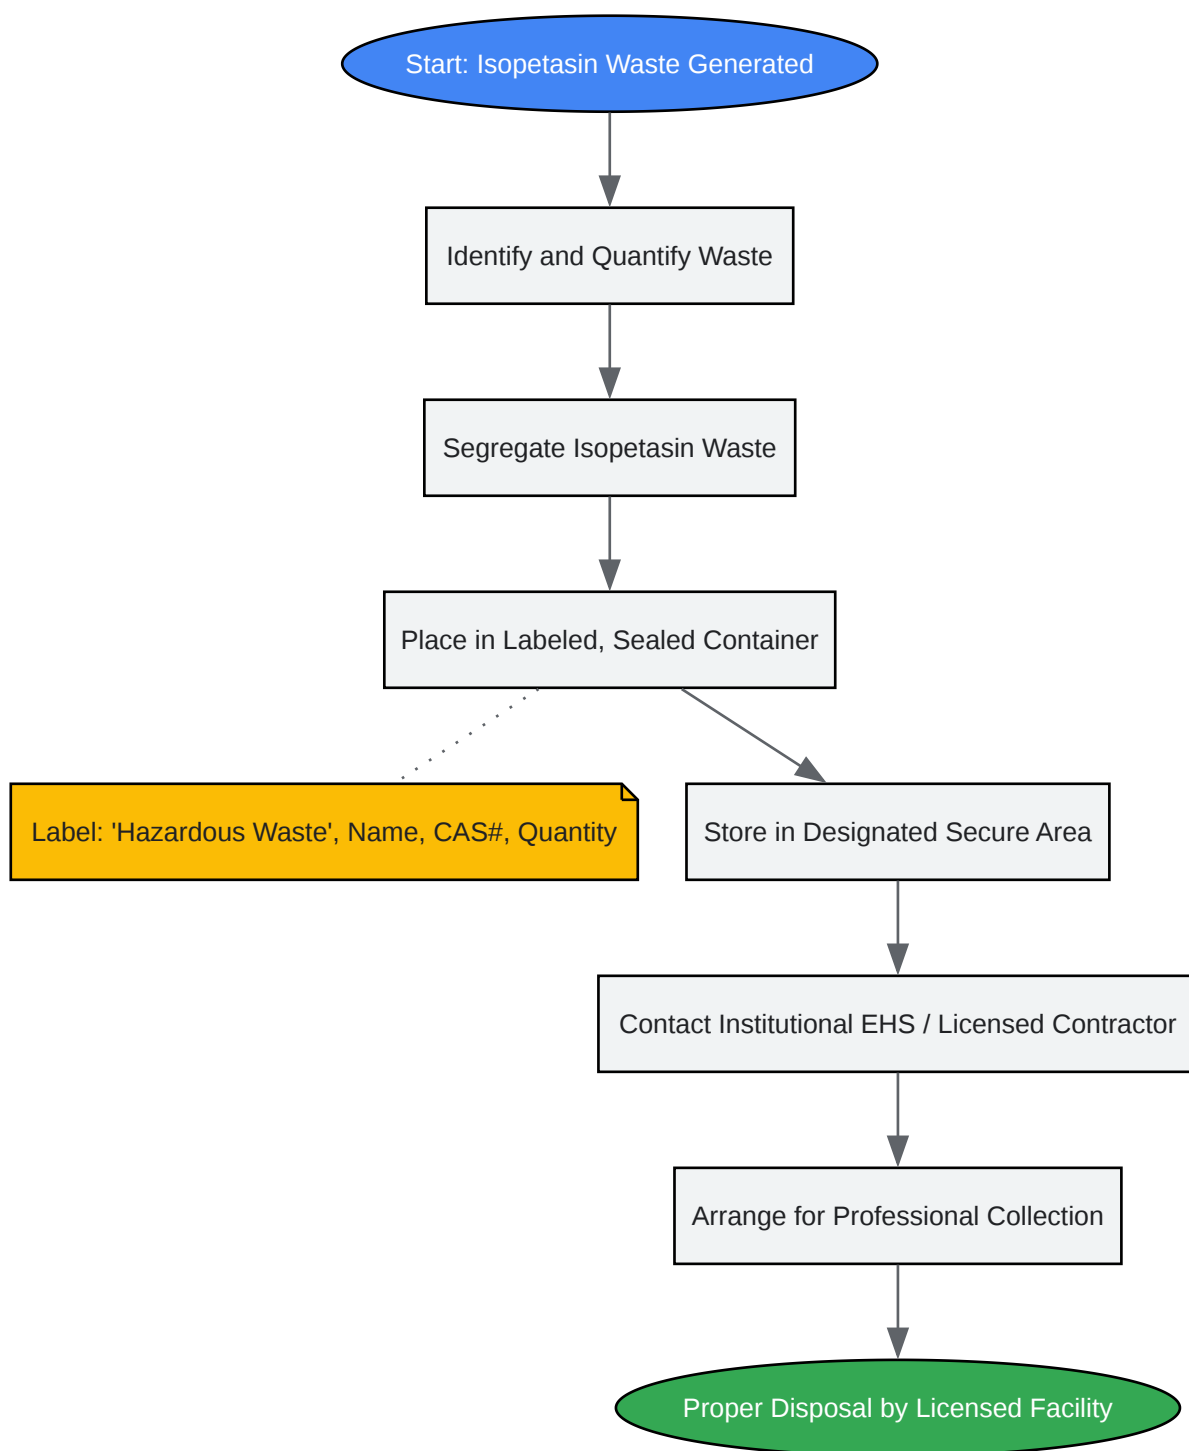 Start: Isopetasin Waste Generated
Identify and Quantify Waste
Segregate Isopetasin Waste
Place in Labeled, Sealed Container
Label: 'Hazardous Waste', Name, CAS#, Quantity
Store in Designated Secure Area
Contact Institutional EHS / Licensed Contractor
Arrange for Professional Collection
Proper Disposal by Licensed Facility